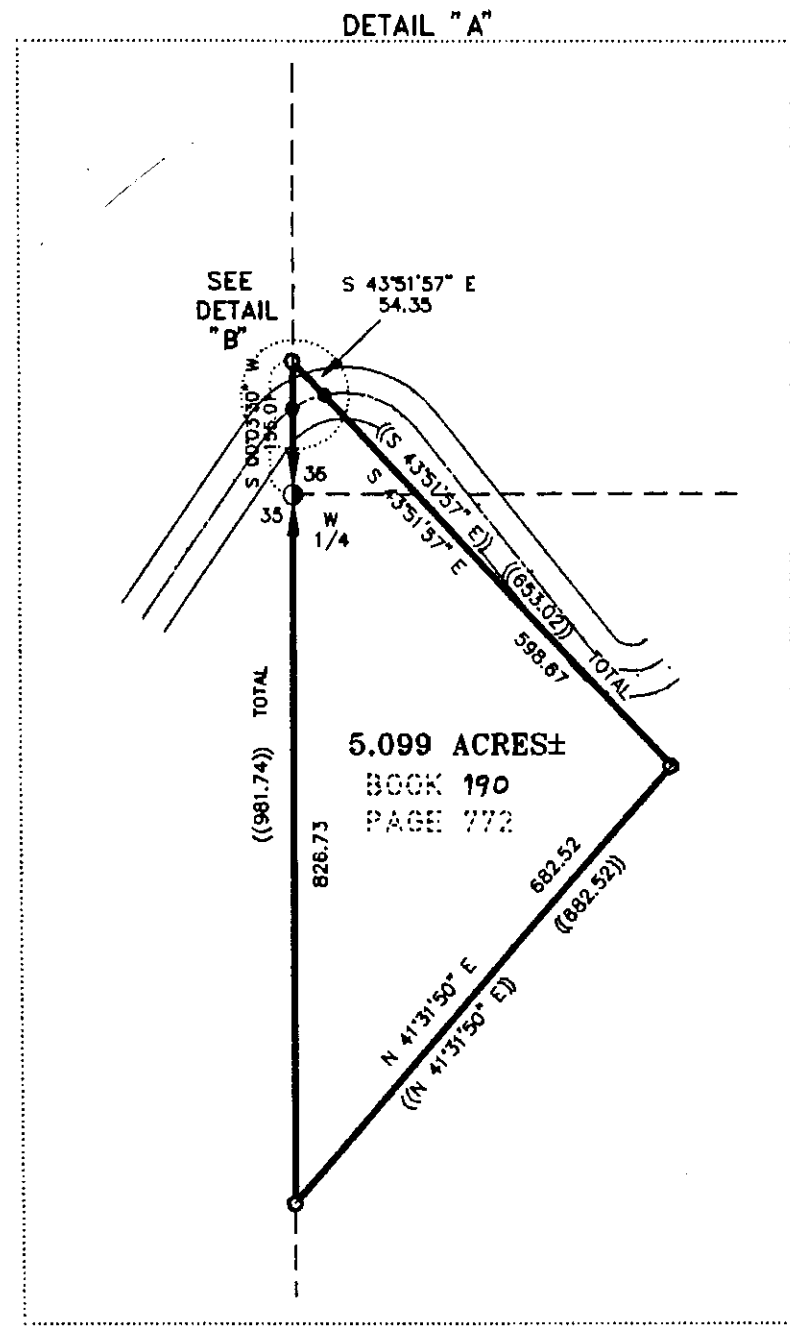 DETAIL "A"
SEE
DETAIL
"B"
S 43°51'57" E
54.35
S 00°03'30" W
155.01
36
35
W
1/4
((S 43°51'57" E))
((653.02)) TOTAL
S 43°51'57" E
598.67
((981.74)) TOTAL
826.73
5.099 ACRES±
BOOK 190
PAGE 772
682.52
((682.52))
N 41°31'50" E
((N 41°31'50" E))